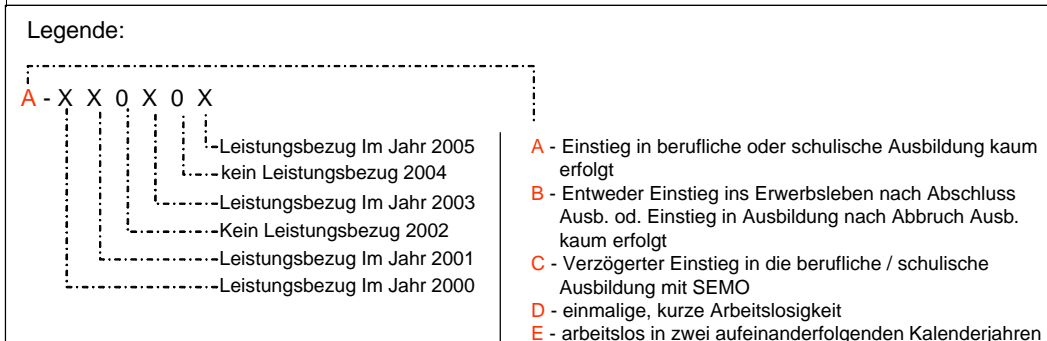 Legende:
A - X X 0 X 0 X
Leistungsbezug Im Jahr 2005
kein Leistungsbezug 2004
Leistungsbezug Im Jahr 2003
Kein Leistungsbezug 2002
Leistungsbezug Im Jahr 2001
Leistungsbezug Im Jahr 2000
A - Einstieg in berufliche oder schulische Ausbildung kaum
erfolgt
B - Entweder Einstieg ins Erwerbsleben nach Abschluss
Ausb. od. Einstieg in Ausbildung nach Abbruch Ausb.
kaum erfolgt
C - Verzögerter Einstieg in die berufliche / schulische
Ausbildung mit SEMO
D - einmalige, kurze Arbeitslosigkeit
E - arbeitslos in zwei aufeinanderfolgenden Kalenderjahren